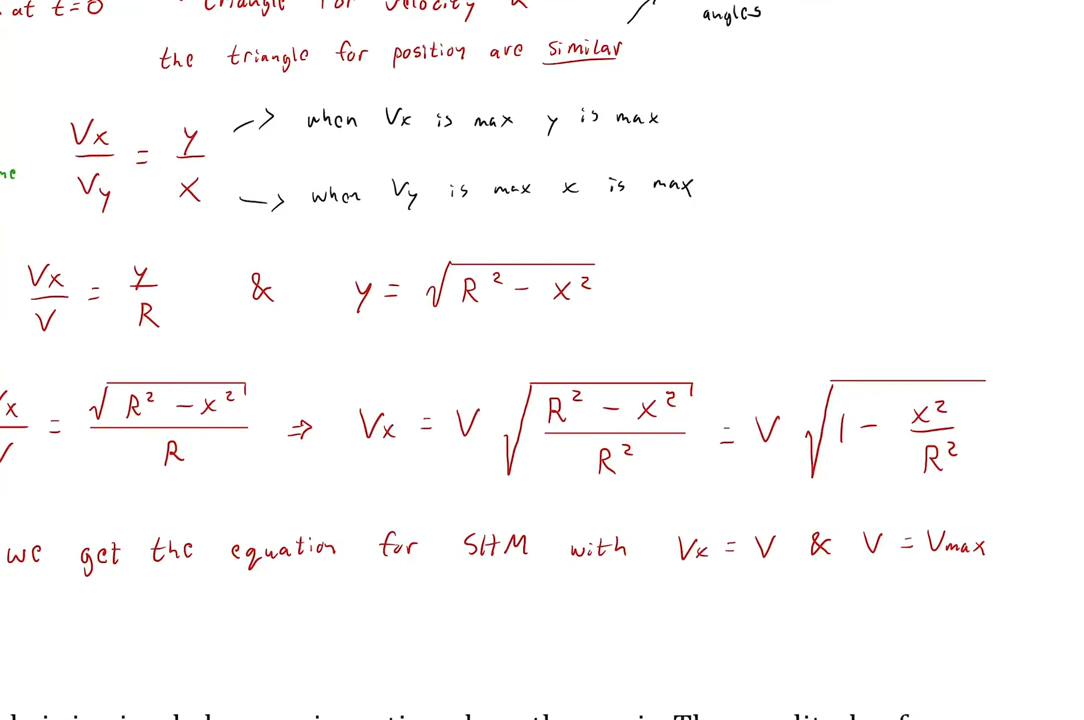 at t=0 triangle for velocity
angles
the triangle for position are similar
Vx/Vy = y/x → when Vx is max y is max
→ when Vy is max x is max
Vx/V = y/R & y = √(R² - x²)
= √(R² - x²)/R ⇒ Vx = V √((R² - x²)/R²) = V √(1 - x²/R²)
we get the equation for SHM with Vx = V & V = Vmax